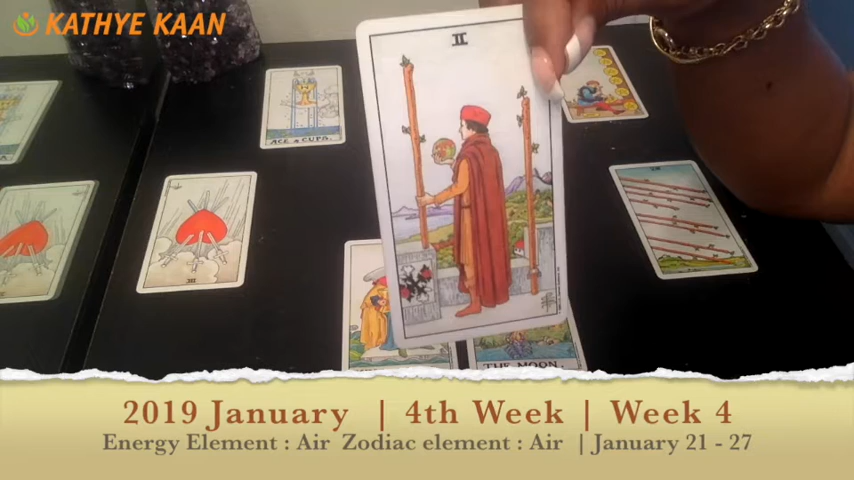 KATHYE KAAN
II
ACE of CUPS.
III
THE MOON.
2019 January | 4th Week | Week 4
Energy Element : Air Zodiac element : Air | January 21 - 27